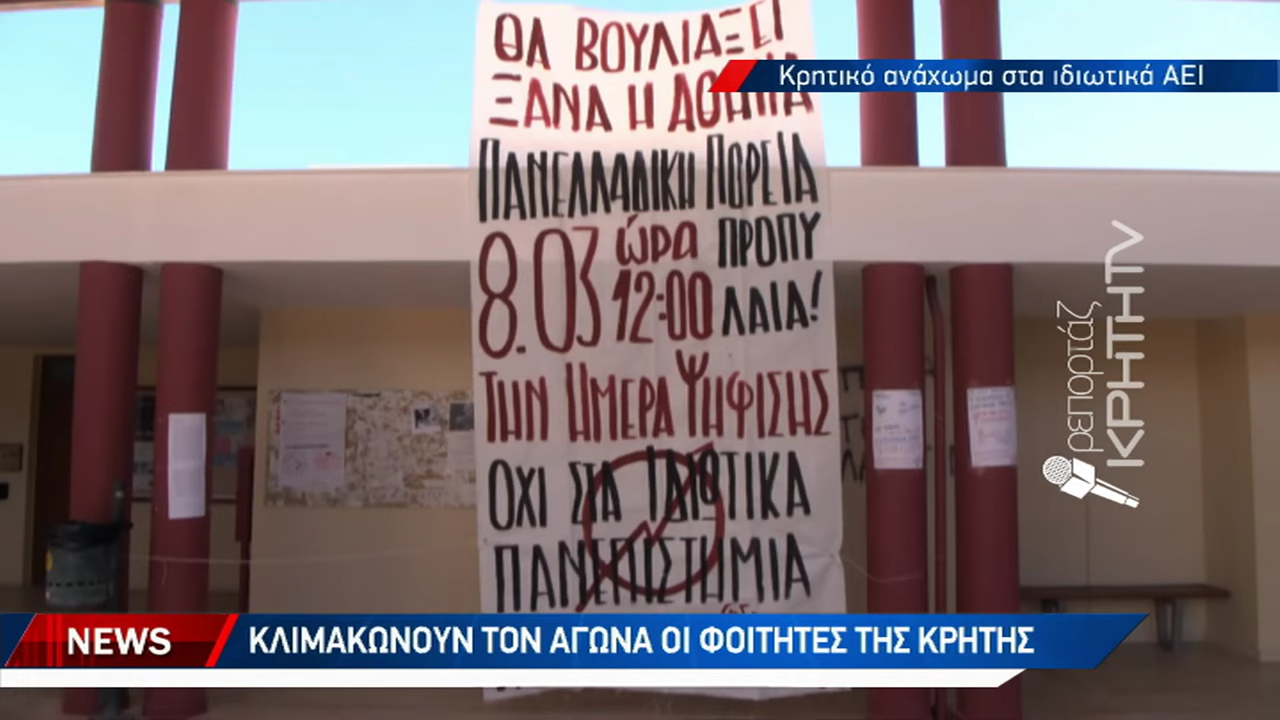 ΘΑ ΒΟΥΛΙΑΞΕΙ
ΞΑΝΑ Η ΑΘΗΝΑ
ΠΑΝΕΛΛΑΔΙΚΗ ΠΟΡΕΙΑ
8.03 ώρα 12:00 ΠΡΟΠΥ
ΛΑΙΑ!
ΤΗΝ ΗΜΕΡΑ ΨΗΦΙΣΗΣ
ΟΧΙ ΣΤΑ ΙΔΙΩΤΙΚΑ
ΠΑΝΕΠΙΣΤΗΜΙΑ
Κρητικό ανάχωμα στα ιδιωτικά ΑΕΙ
ρεπορτάζ
ΚΡΗΤΗTV
NEWS
ΚΛΙΜΑΚΩΝΟΥΝ ΤΟΝ ΑΓΩΝΑ ΟΙ ΦΟΙΤΗΤΕΣ ΤΗΣ ΚΡΗΤΗΣ